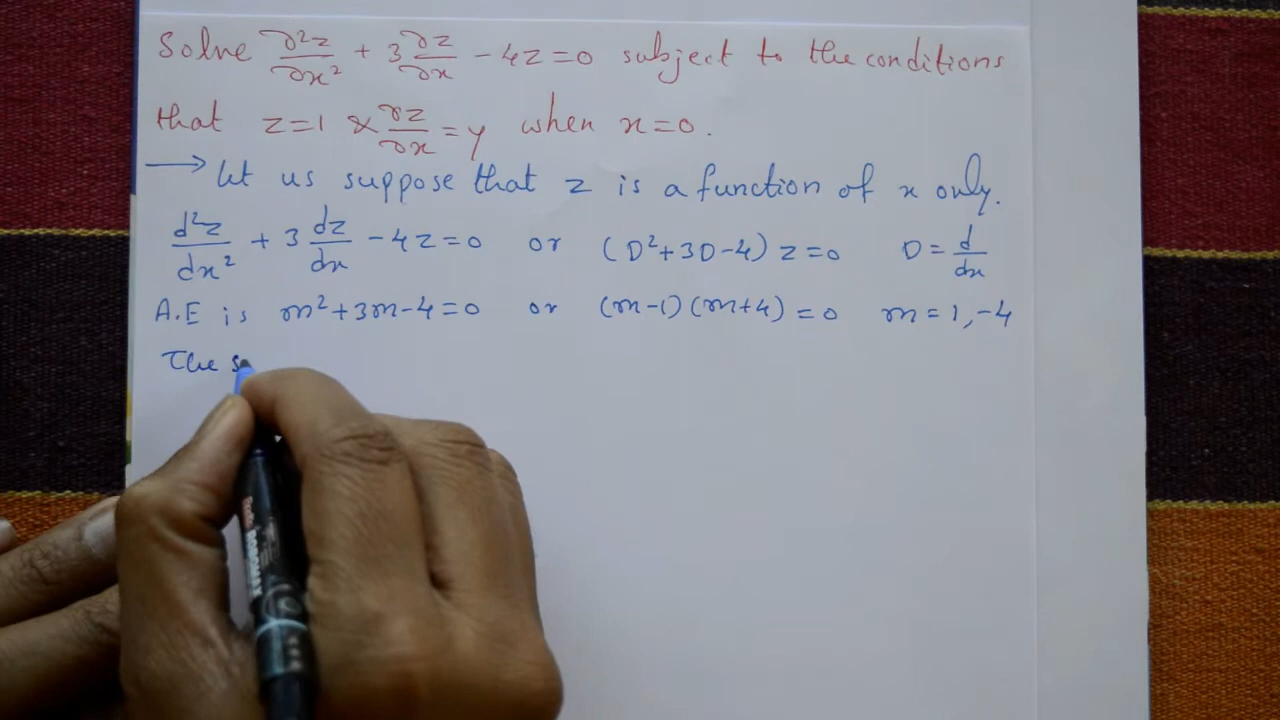 Solve ∂²z/∂x² + 3 ∂z/∂x - 4z = 0 subject to the conditions
that z = 1 & ∂z/∂x = y when x = 0.
→ Let us suppose that z is a function of x only.
d²z/dx² + 3 dz/dx - 4z = 0 or (D² + 3D - 4) z = 0 D = d/dx
A.E is m² + 3m - 4 = 0 or (m-1) (m+4) = 0 m = 1, -4
The s